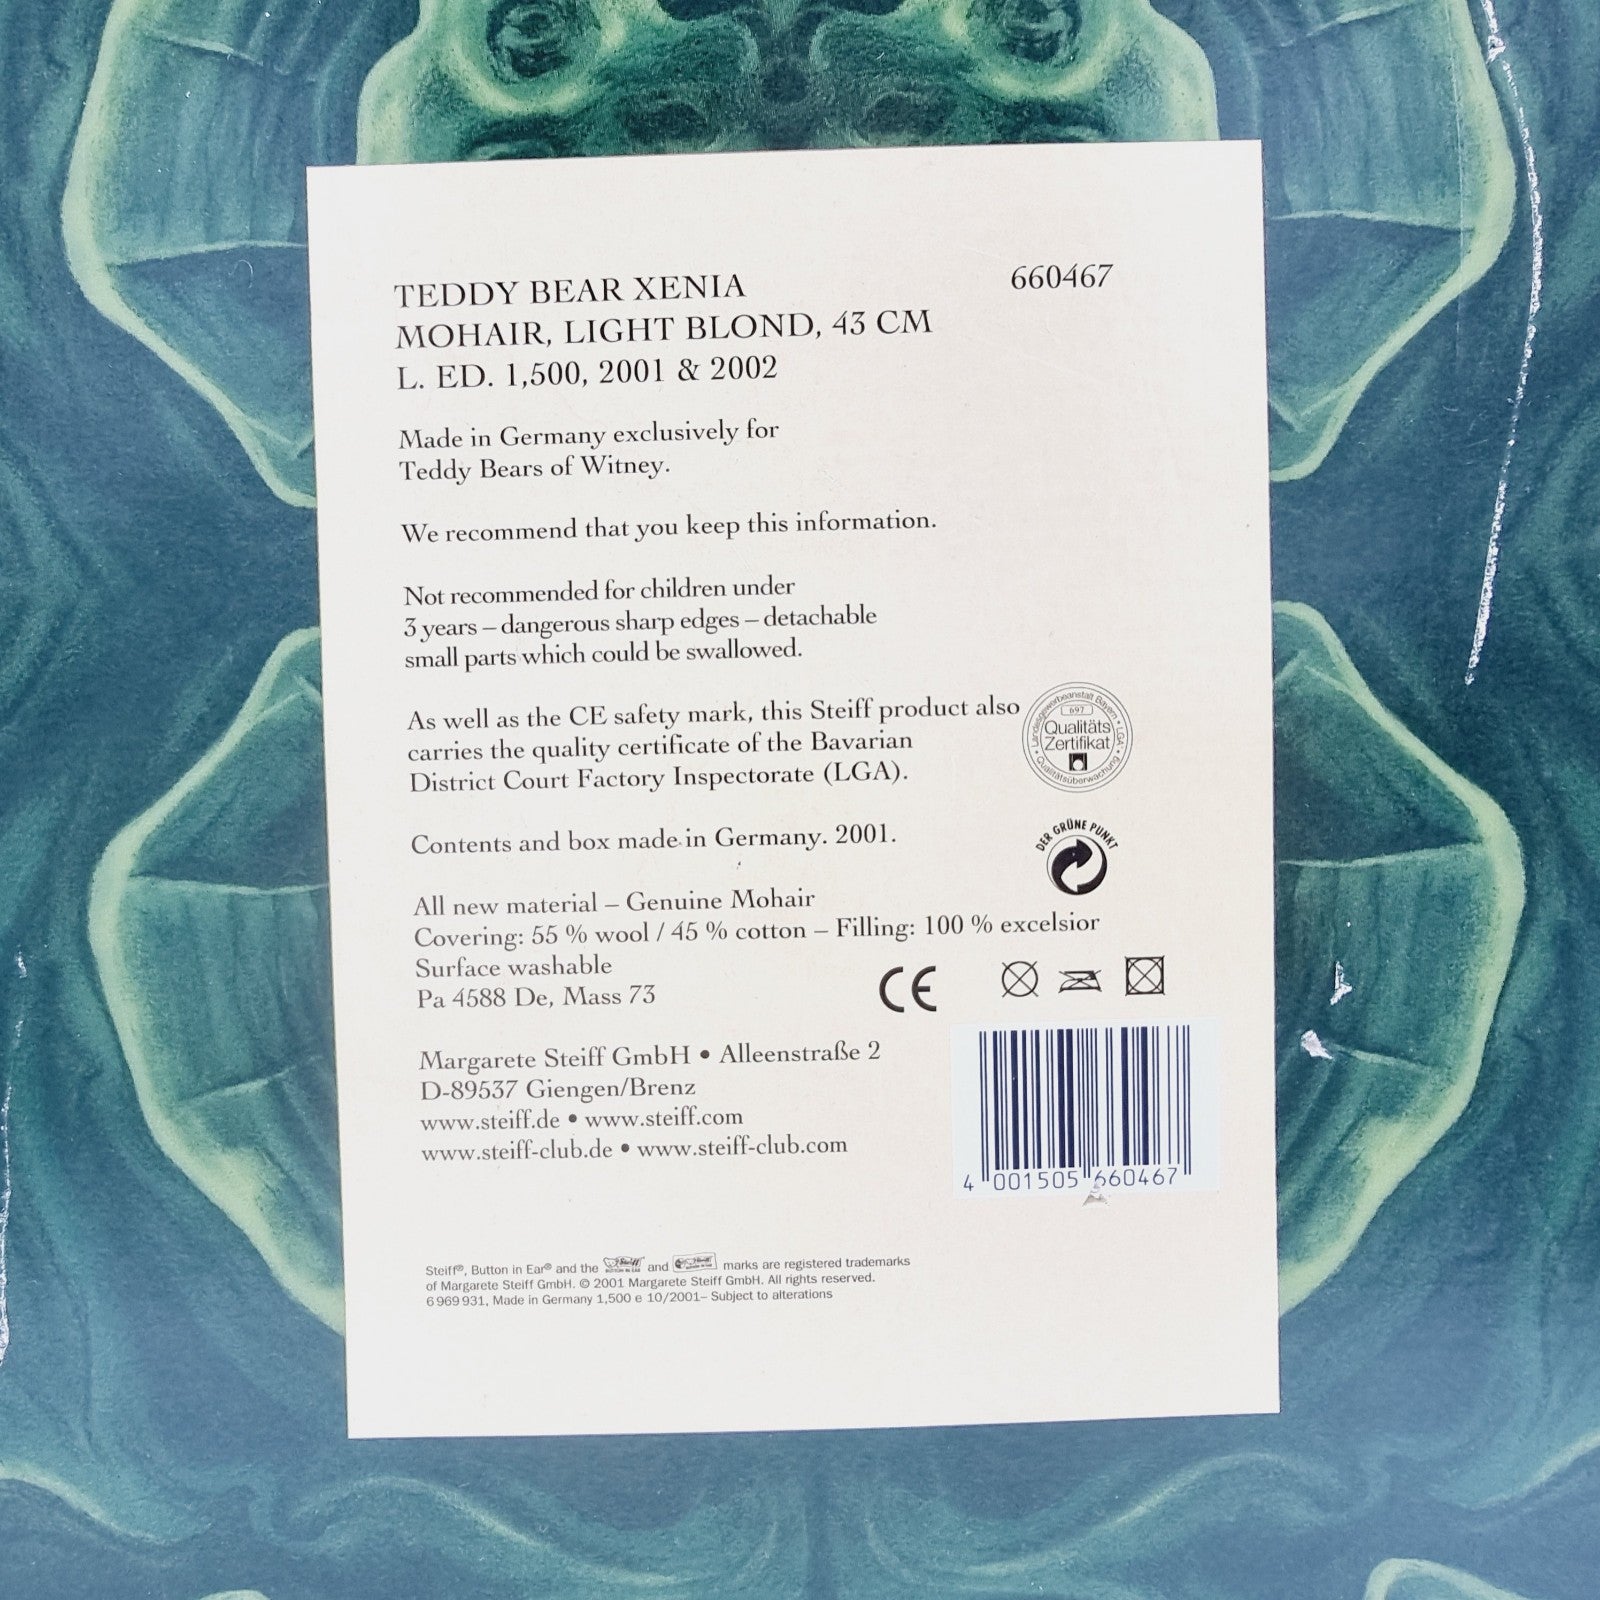 TEDDY BEAR XENIA 660467
MOHAIR, LIGHT BLOND, 43 CM
L. ED. 1,500, 2001 & 2002
Made in Germany exclusively for
Teddy Bears of Witney.
We recommend that you keep this information.
Not recommended for children under
3 years – dangerous sharp edges – detachable
small parts which could be swallowed.
As well as the CE safety mark, this Steiff product also
carries the quality certificate of the Bavarian
District Court Factory Inspectorate (LGA).
Landesgewerbeanstalt Bayern • LGA •
697
Qualitäts
Zertifikat
Qualitätsüberwachung
Contents and box made in Germany. 2001.
DER GRÜNE PUNKT
All new material – Genuine Mohair
Covering: 55 % wool / 45 % cotton – Filling: 100 % excelsior
Surface washable
Pa 4588 De, Mass 73
CE
Margarete Steiff GmbH • Alleenstraße 2
D-89537 Giengen/Brenz
www.steiff.de • www.steiff.com
www.steiff-club.de • www.steiff-club.com
4 001505 660467
Steiff®, Button in Ear® and the Steiff and marks are registered trademarks
of Margarete Steiff GmbH. © 2001 Margarete Steiff GmbH. All rights reserved.
6 969 931, Made in Germany 1,500 e 10/2001– Subject to alterations